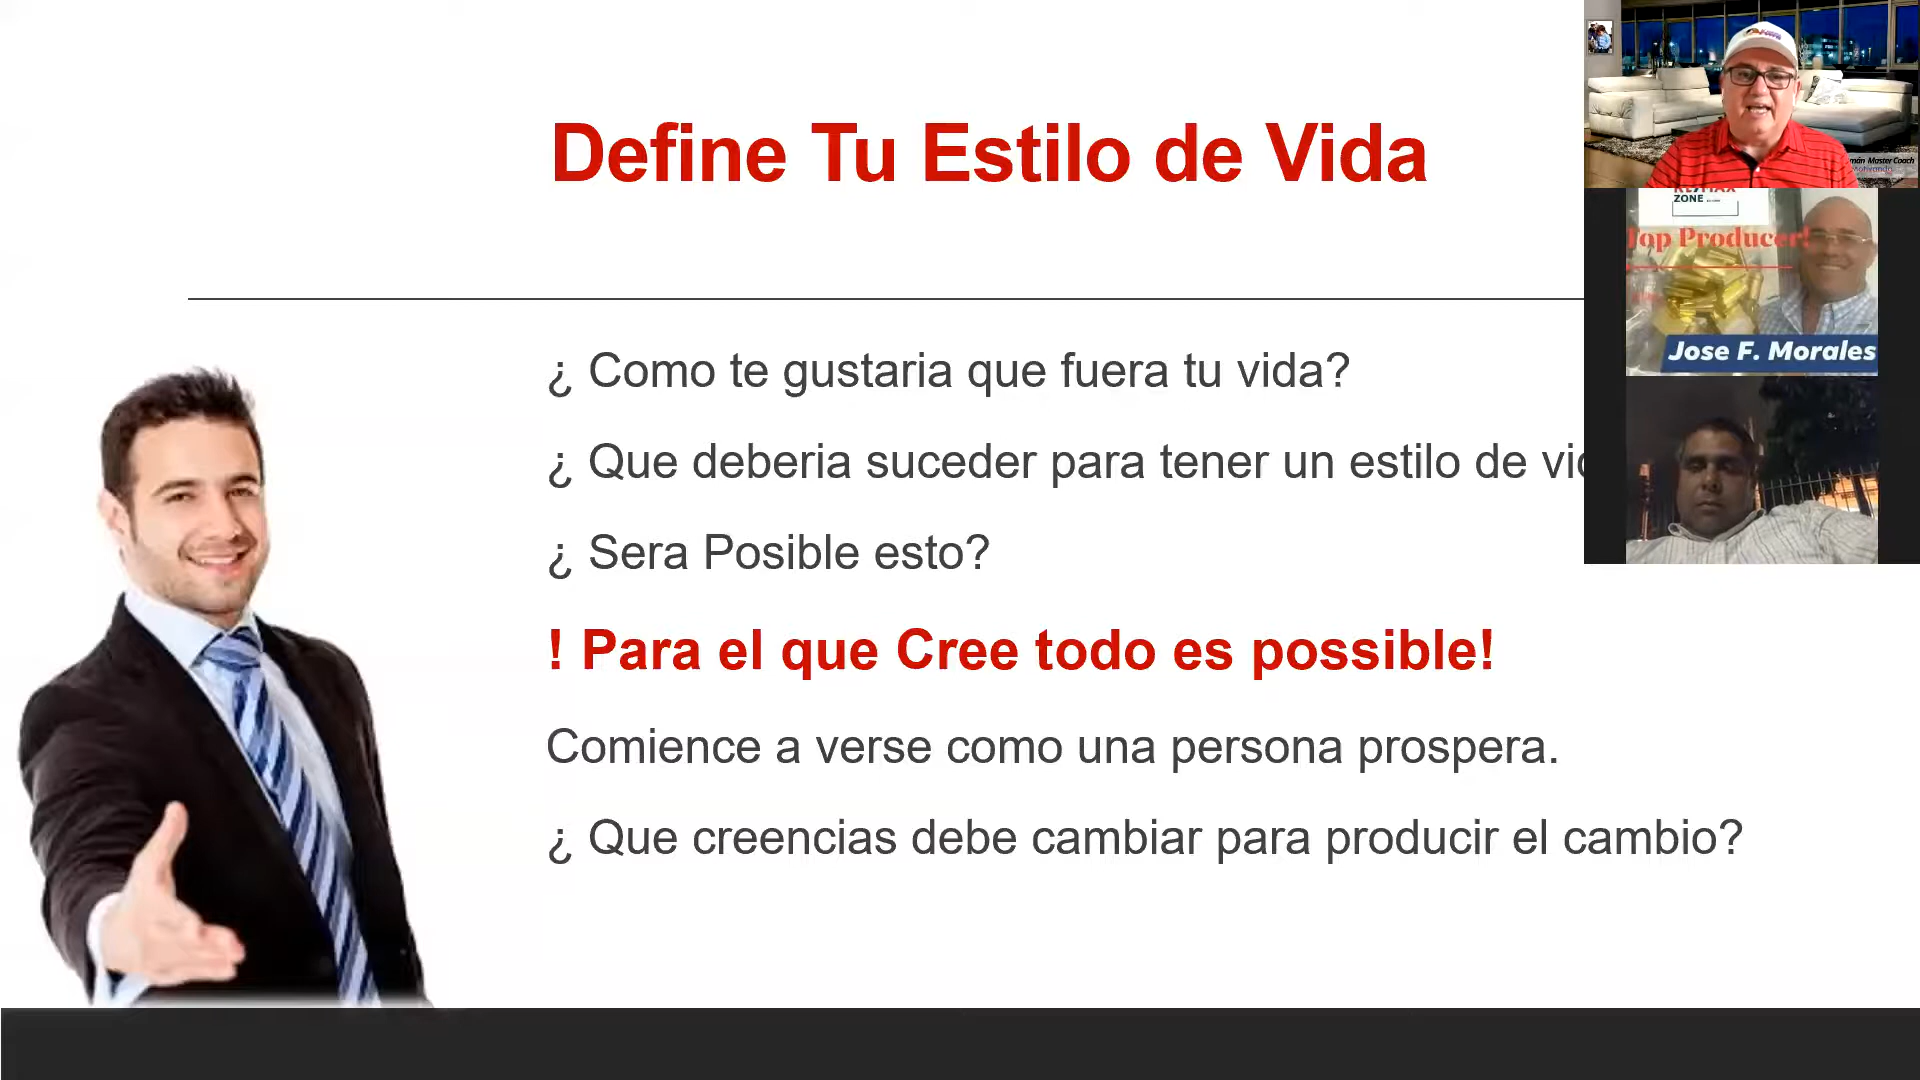 Define Tu Estilo de Vida
¿ Como te gustaria que fuera tu vida?
¿ Que deberia suceder para tener un estilo de
¿ Sera Posible esto?
! Para el que Cree todo es possible!
Comience a verse como una persona prospera.
¿ Que creencias debe cambiar para producir el cambio?
Master Coach
ZONE
Top Producer!
Jose F. Morales